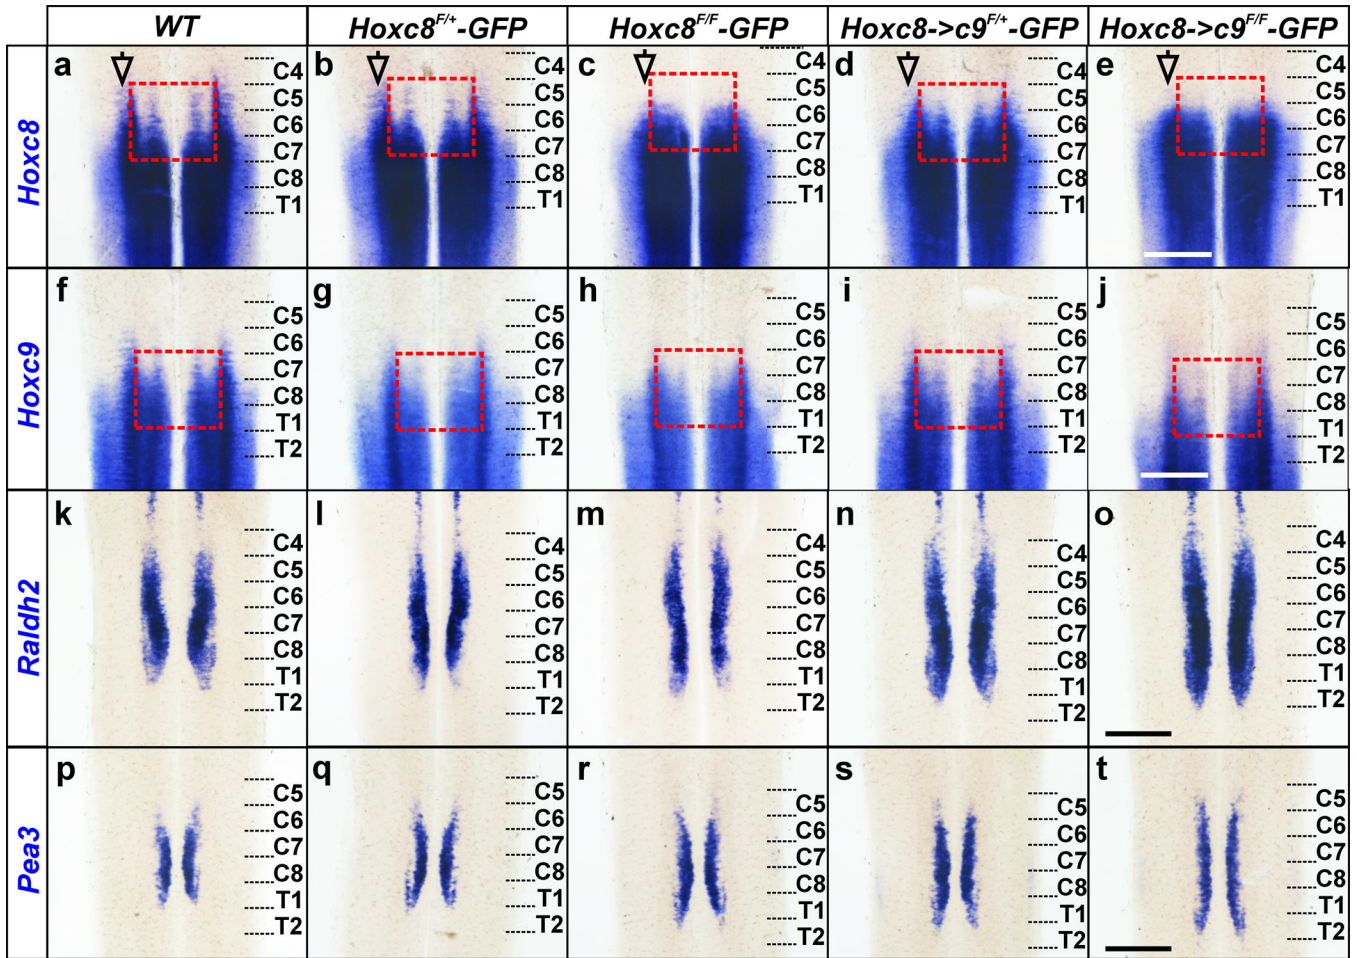 WT Hoxc8F/+-GFP Hoxc8F/F-GFP Hoxc8->c9F/+-GFP Hoxc8->c9F/F-GFP
Hoxc8
a b c d e
C4 C4 C4 C4 C4
C5 C5 C5 C5 C5
C6 C6 C6 C6 C6
C7 C7 C7 C7 C7
C8 C8 C8 C8 C8
T1 T1 T1 T1 T1
Hoxc9
f g h i j
C5 C5 C5 C5 C5
C6 C6 C6 C6 C6
C7 C7 C7 C7 C7
C8 C8 C8 C8 C8
T1 T1 T1 T1 T1
T2 T2 T2 T2 T2
Raldh2
k l m n o
C4 C4 C4 C4 C4
C5 C5 C5 C5 C5
C6 C6 C6 C6 C6
C7 C7 C7 C7 C7
C8 C8 C8 C8 C8
T1 T1 T1 T1 T1
T2 T2 T2 T2 T2
Pea3
p q r s t
C5 C5 C5 C5 C5
C6 C6 C6 C6 C6
C7 C7 C7 C7 C7
C8 C8 C8 C8 C8
T1 T1 T1 T1 T1
T2 T2 T2 T2 T2